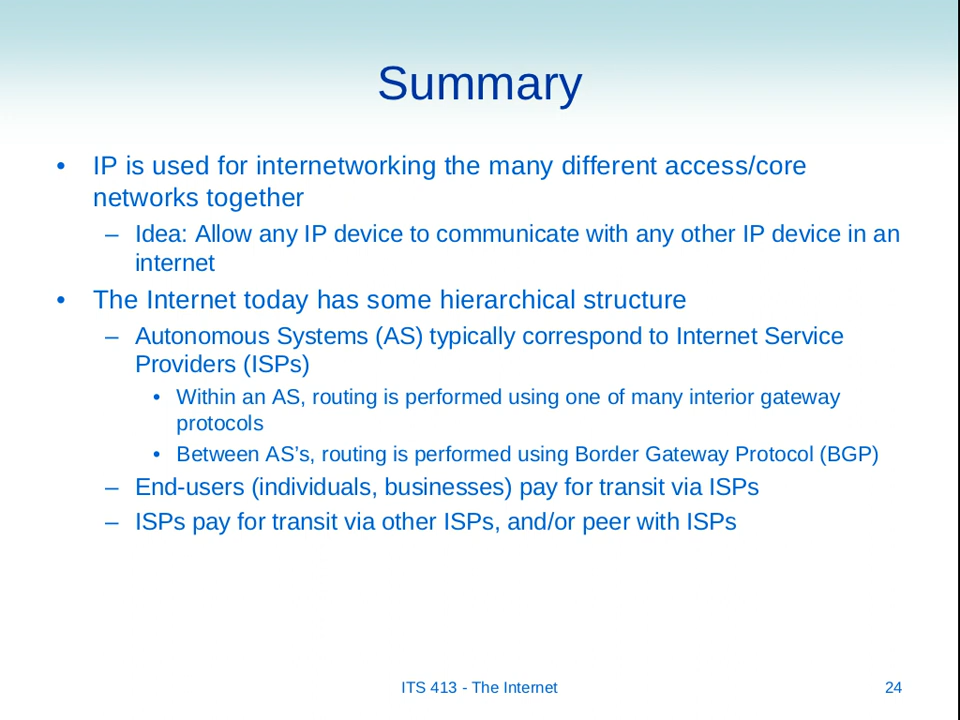 Summary
• IP is used for internetworking the many different access/core
networks together
– Idea: Allow any IP device to communicate with any other IP device in an
internet
• The Internet today has some hierarchical structure
– Autonomous Systems (AS) typically correspond to Internet Service
Providers (ISPs)
• Within an AS, routing is performed using one of many interior gateway
protocols
• Between AS’s, routing is performed using Border Gateway Protocol (BGP)
– End-users (individuals, businesses) pay for transit via ISPs
– ISPs pay for transit via other ISPs, and/or peer with ISPs
ITS 413 - The Internet
24